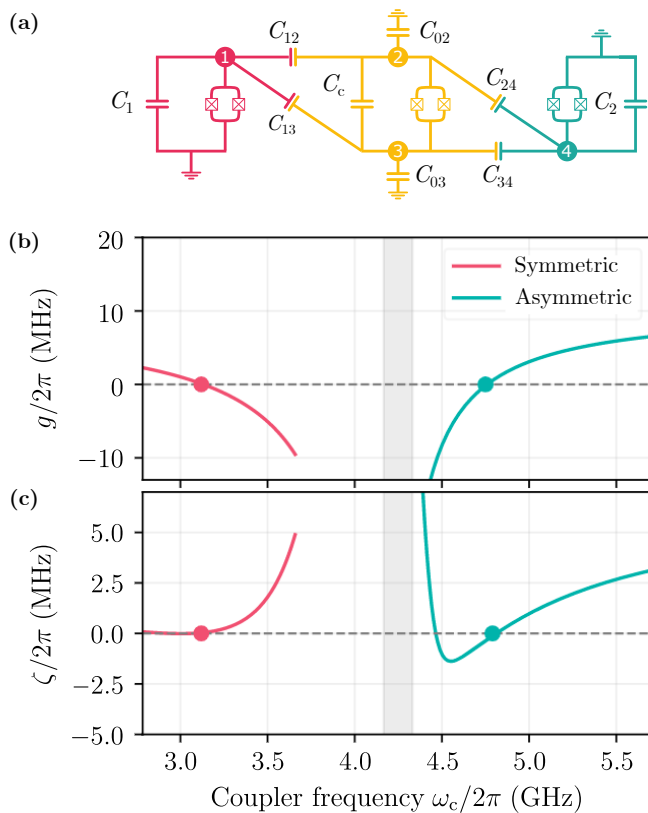 (a)
C₁₂
C₀₂
1
2
C₁
C_c
C₂₄
C₂
C₁₃
3
4
C₀₃
C₃₄
(b)
20
10
0
−10
g/2π (MHz)
Symmetric
Asymmetric
(c)
5.0
2.5
0.0
−2.5
−5.0
ζ/2π (MHz)
3.0 3.5 4.0 4.5 5.0 5.5
Coupler frequency ω_c/2π (GHz)